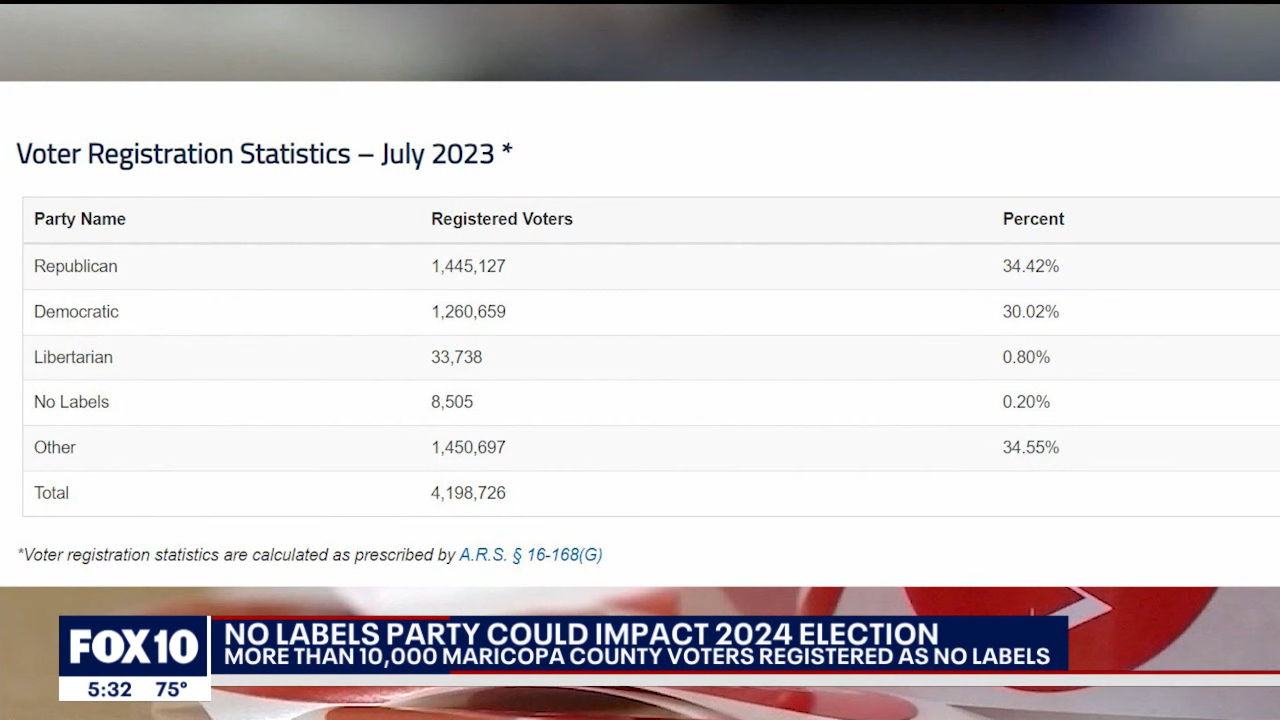 Voter Registration Statistics – July 2023 *
Party Name Registered Voters Percent
Republican 1,445,127 34.42%
Democratic 1,260,659 30.02%
Libertarian 33,738 0.80%
No Labels 8,505 0.20%
Other 1,450,697 34.55%
Total 4,198,726
*Voter registration statistics are calculated as prescribed by A.R.S. § 16-168(G)
FOX10
NO LABELS PARTY COULD IMPACT 2024 ELECTION
MORE THAN 10,000 MARICOPA COUNTY VOTERS REGISTERED AS NO LABELS
5:32 75°